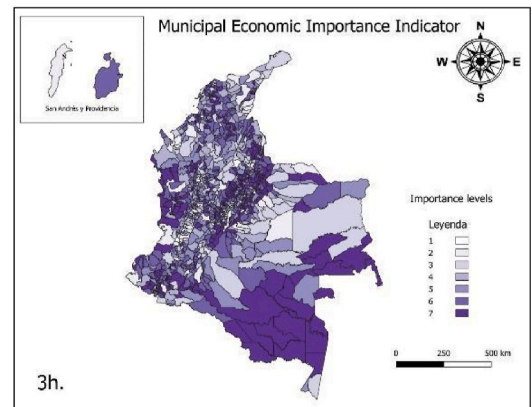 Municipal Economic Importance Indicator
N
W E
S
San Andrés y Providencia
Importance levels
Leyenda
1
2
3
4
5
6
7
0 250 500 km
3h.